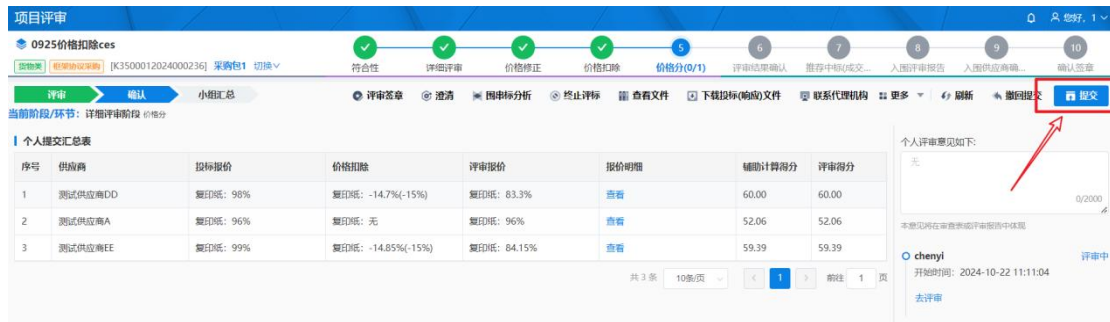 项目评审
您好，1
0925价格扣除ces
货物类 框架协议采购 [K3500012024000236] 采购包1 切换
符合性
详细评审
价格修正
价格扣除
5 价格分(0/1)
6 评审结果确认
7 推荐中标(成交...
8 入围评审报告
9 入围供应商确...
10 确认签章
评审 确认 小组汇总
评审签章 澄清 围串标分析 终止评标 查看文件 下载投标(响应)文件 联系代理机构 更多 刷新 撤回提交 提交
当前阶段/环节：详细评审阶段 价格分
个人提交汇总表
序号 供应商 投标报价 价格扣除 评审报价 报价明细 辅助计算得分 评审得分
1 测试供应商DD 复印纸：98% 复印纸：-14.7%(-15%) 复印纸：83.3% 查看 60.00 60.00
2 测试供应商A 复印纸：96% 复印纸：无 复印纸：96% 查看 52.06 52.06
3 测试供应商EE 复印纸：99% 复印纸：-14.85%(-15%) 复印纸：84.15% 查看 59.39 59.39
共 3 条 10条/页 < 1 > 前往 1 页
个人评审意见如下：
无
0/2000
本意见将在审查表或评审报告中体现
chenyi 评审中
开始时间：2024-10-22 11:11:04
去评审